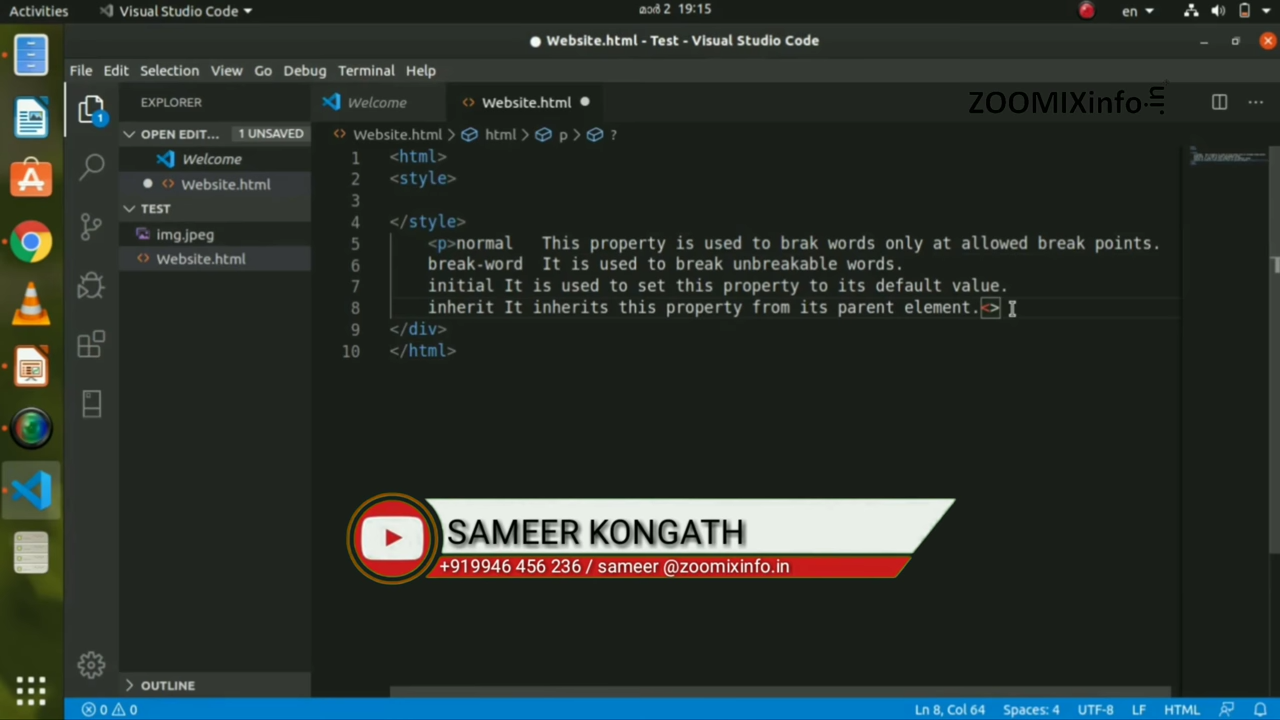 Activities
Visual Studio Code
മാർ 2 19:15
en
Website.html - Test - Visual Studio Code
File Edit Selection View Go Debug Terminal Help
EXPLORER
Welcome
Website.html
ZOOMIXinfo.in
OPEN EDIT... 1 UNSAVED
Website.html > html > p > ?
Welcome
Website.html
TEST
img.jpeg
Website.html
1 <html>
2 <style>
3
4 </style>
5 <p>normal This property is used to brak words only at allowed break points.
6 break-word It is used to break unbreakable words.
7 initial It is used to set this property to its default value.
8 inherit It inherits this property from its parent element.<>
9 </div>
10 </html>
1
SAMEER KONGATH
+919946 456 236 / sameer @zoomixinfo.in
OUTLINE
0 0
Ln 8, Col 64 Spaces: 4 UTF-8 LF HTML